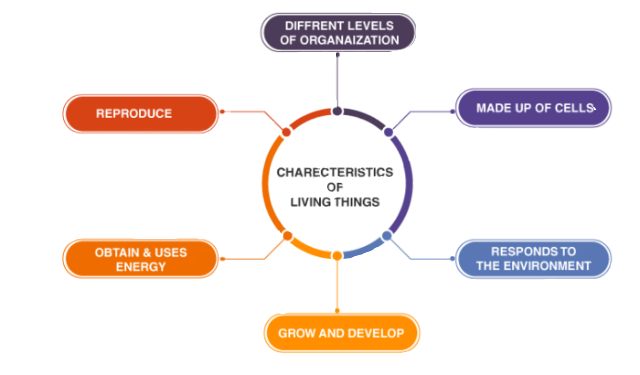 DIFFRENT LEVELS
OF ORGANAIZATION
REPRODUCE
MADE UP OF CELLS
CHARECTERISTICS
OF
LIVING THINGS
OBTAIN & USES
ENERGY
RESPONDS TO
THE ENVIRONMENT
GROW AND DEVELOP